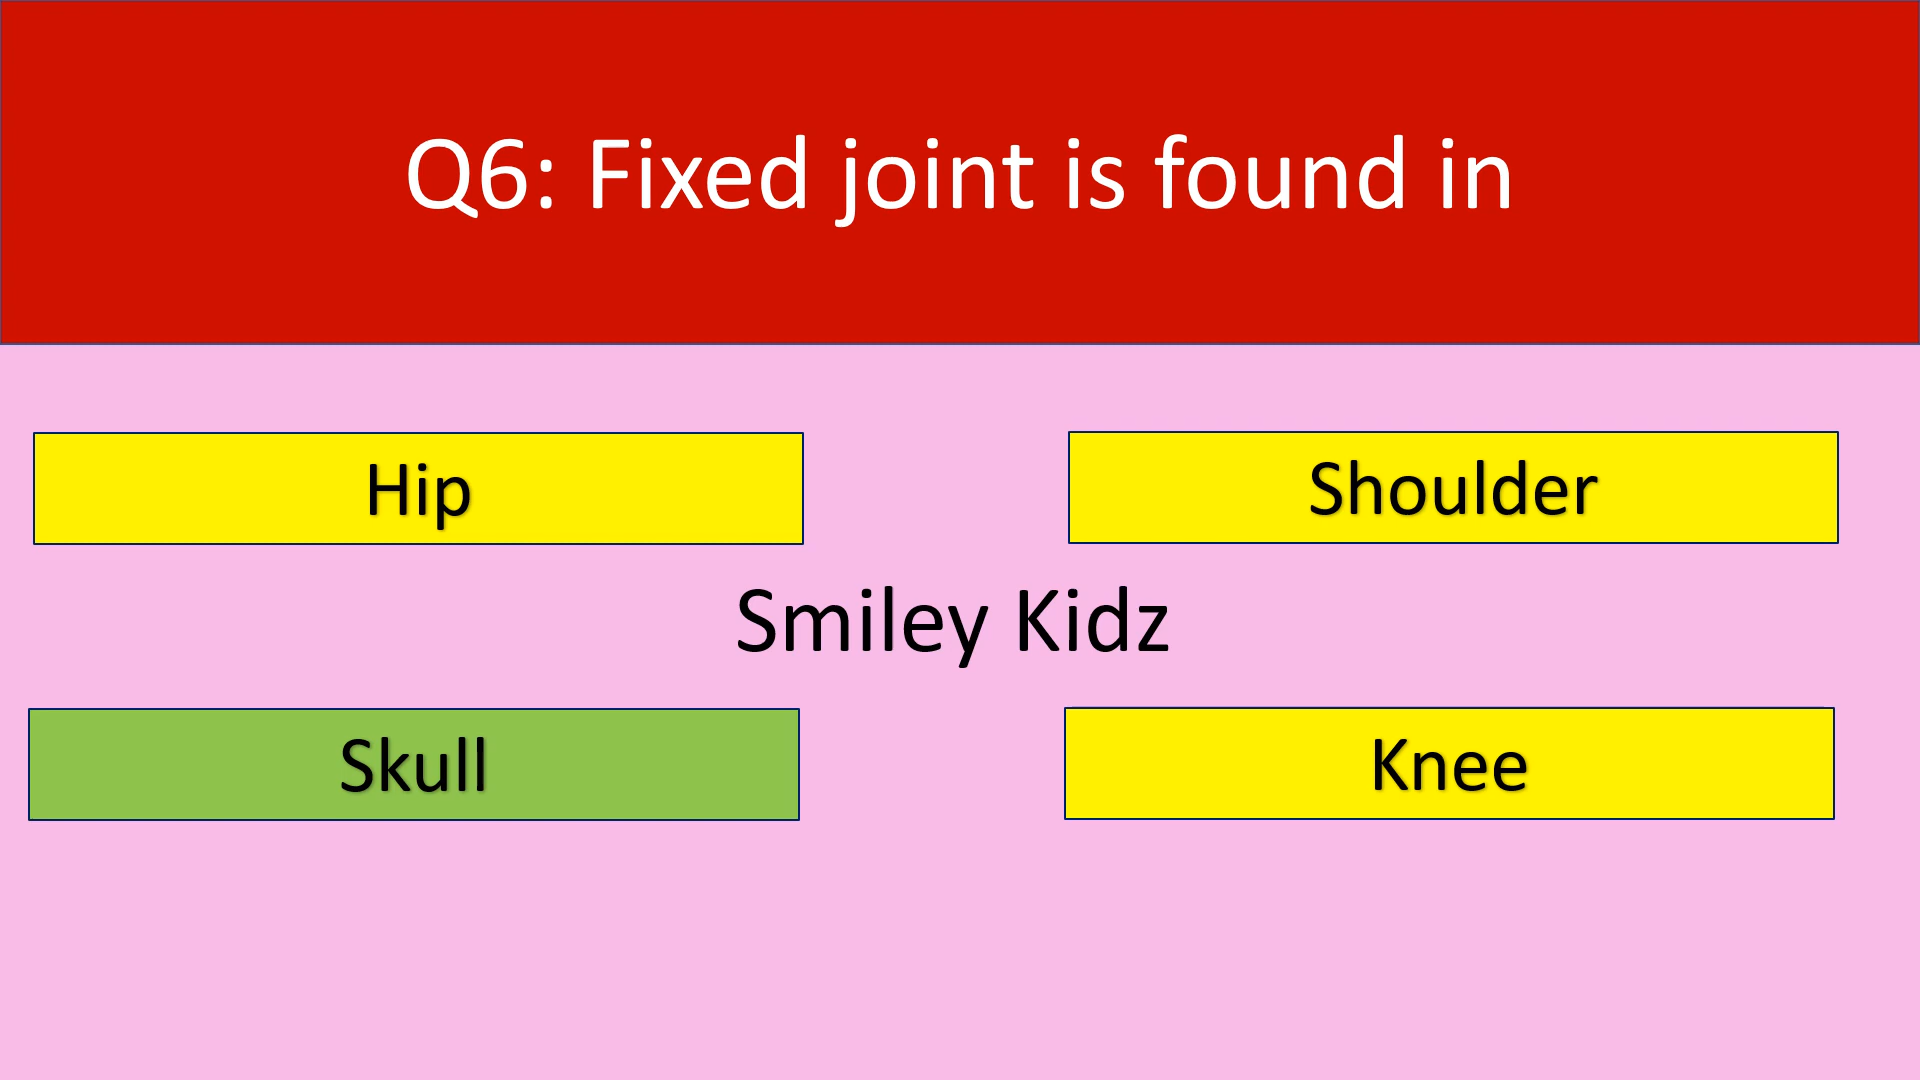 Q6: Fixed joint is found in
Hip
Shoulder
Smiley Kidz
Skull
Knee